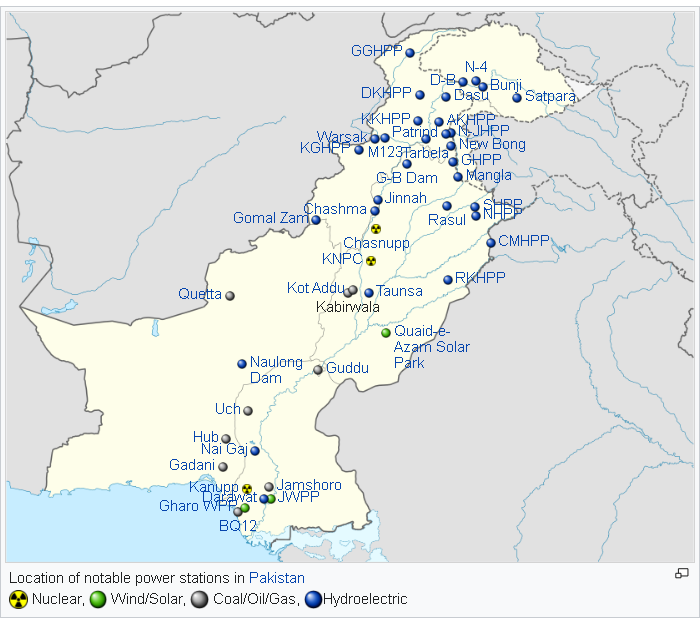 GGHPP
N-4
D-B
Bunji
DKHPP
Dasu
Satpara
KKHPP
AKHPP
Warsak
Patrind
N-JHPP
KGHPP
M123
Tarbela
New Bong
GHPP
G-B Dam
Mangla
Jinnah
Chashma
SHPP
Gomal Zam
Rasul
NHPP
Chasnupp
CMHPP
KNPC
RKHPP
Quetta
Kot Addu
Taunsa
Kabirwala
Quaid-e-
Azam Solar
Park
Naulong
Dam
Guddu
Uch
Hub
Nai Gaj
Gadani
Kanupp
Jamshoro
Darawat
JWPP
Gharo WPP
BQ12
Location of notable power stations in Pakistan
Nuclear, Wind/Solar, Coal/Oil/Gas, Hydroelectric